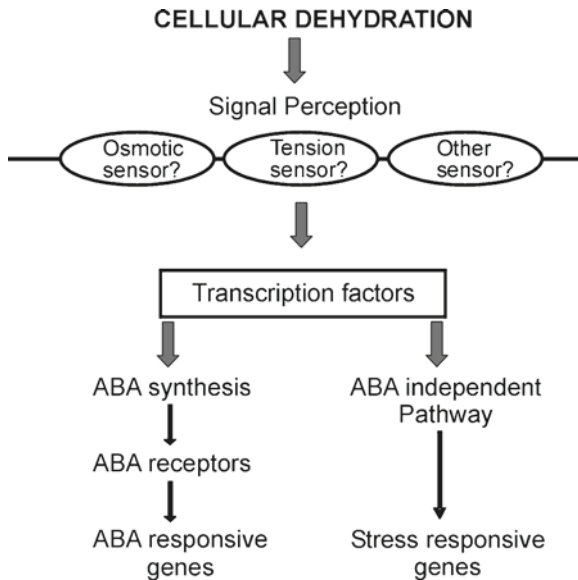 CELLULAR DEHYDRATION
Signal Perception
Osmotic
sensor?
Tension
sensor?
Other
sensor?
Transcription factors
ABA synthesis
ABA receptors
ABA responsive
genes
ABA independent
Pathway
Stress responsive
genes